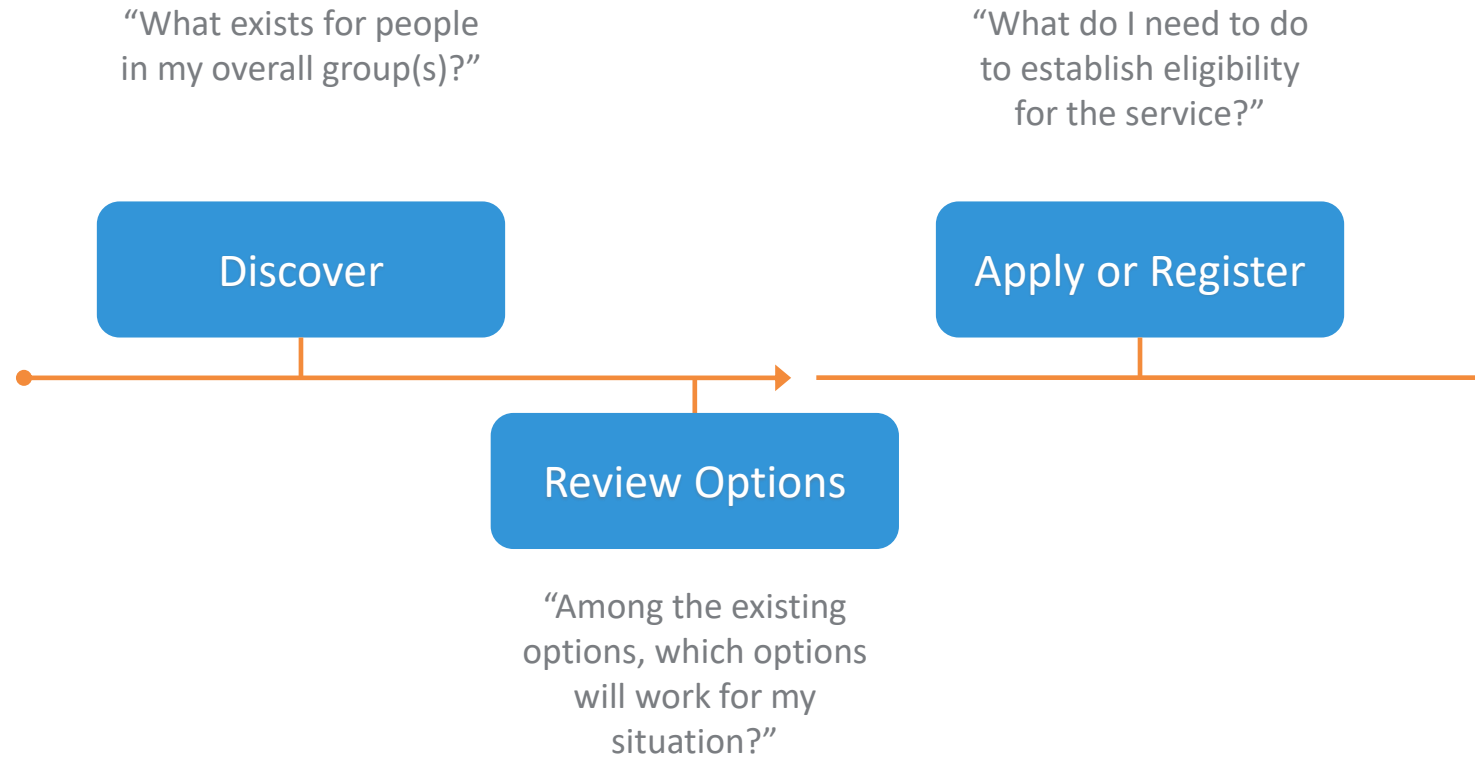 “What exists for people
in my overall group(s)?”
Discover
Review Options
“Among the existing
options, which options
will work for my
situation?”
“What do I need to do
to establish eligibility
for the service?”
Apply or Register